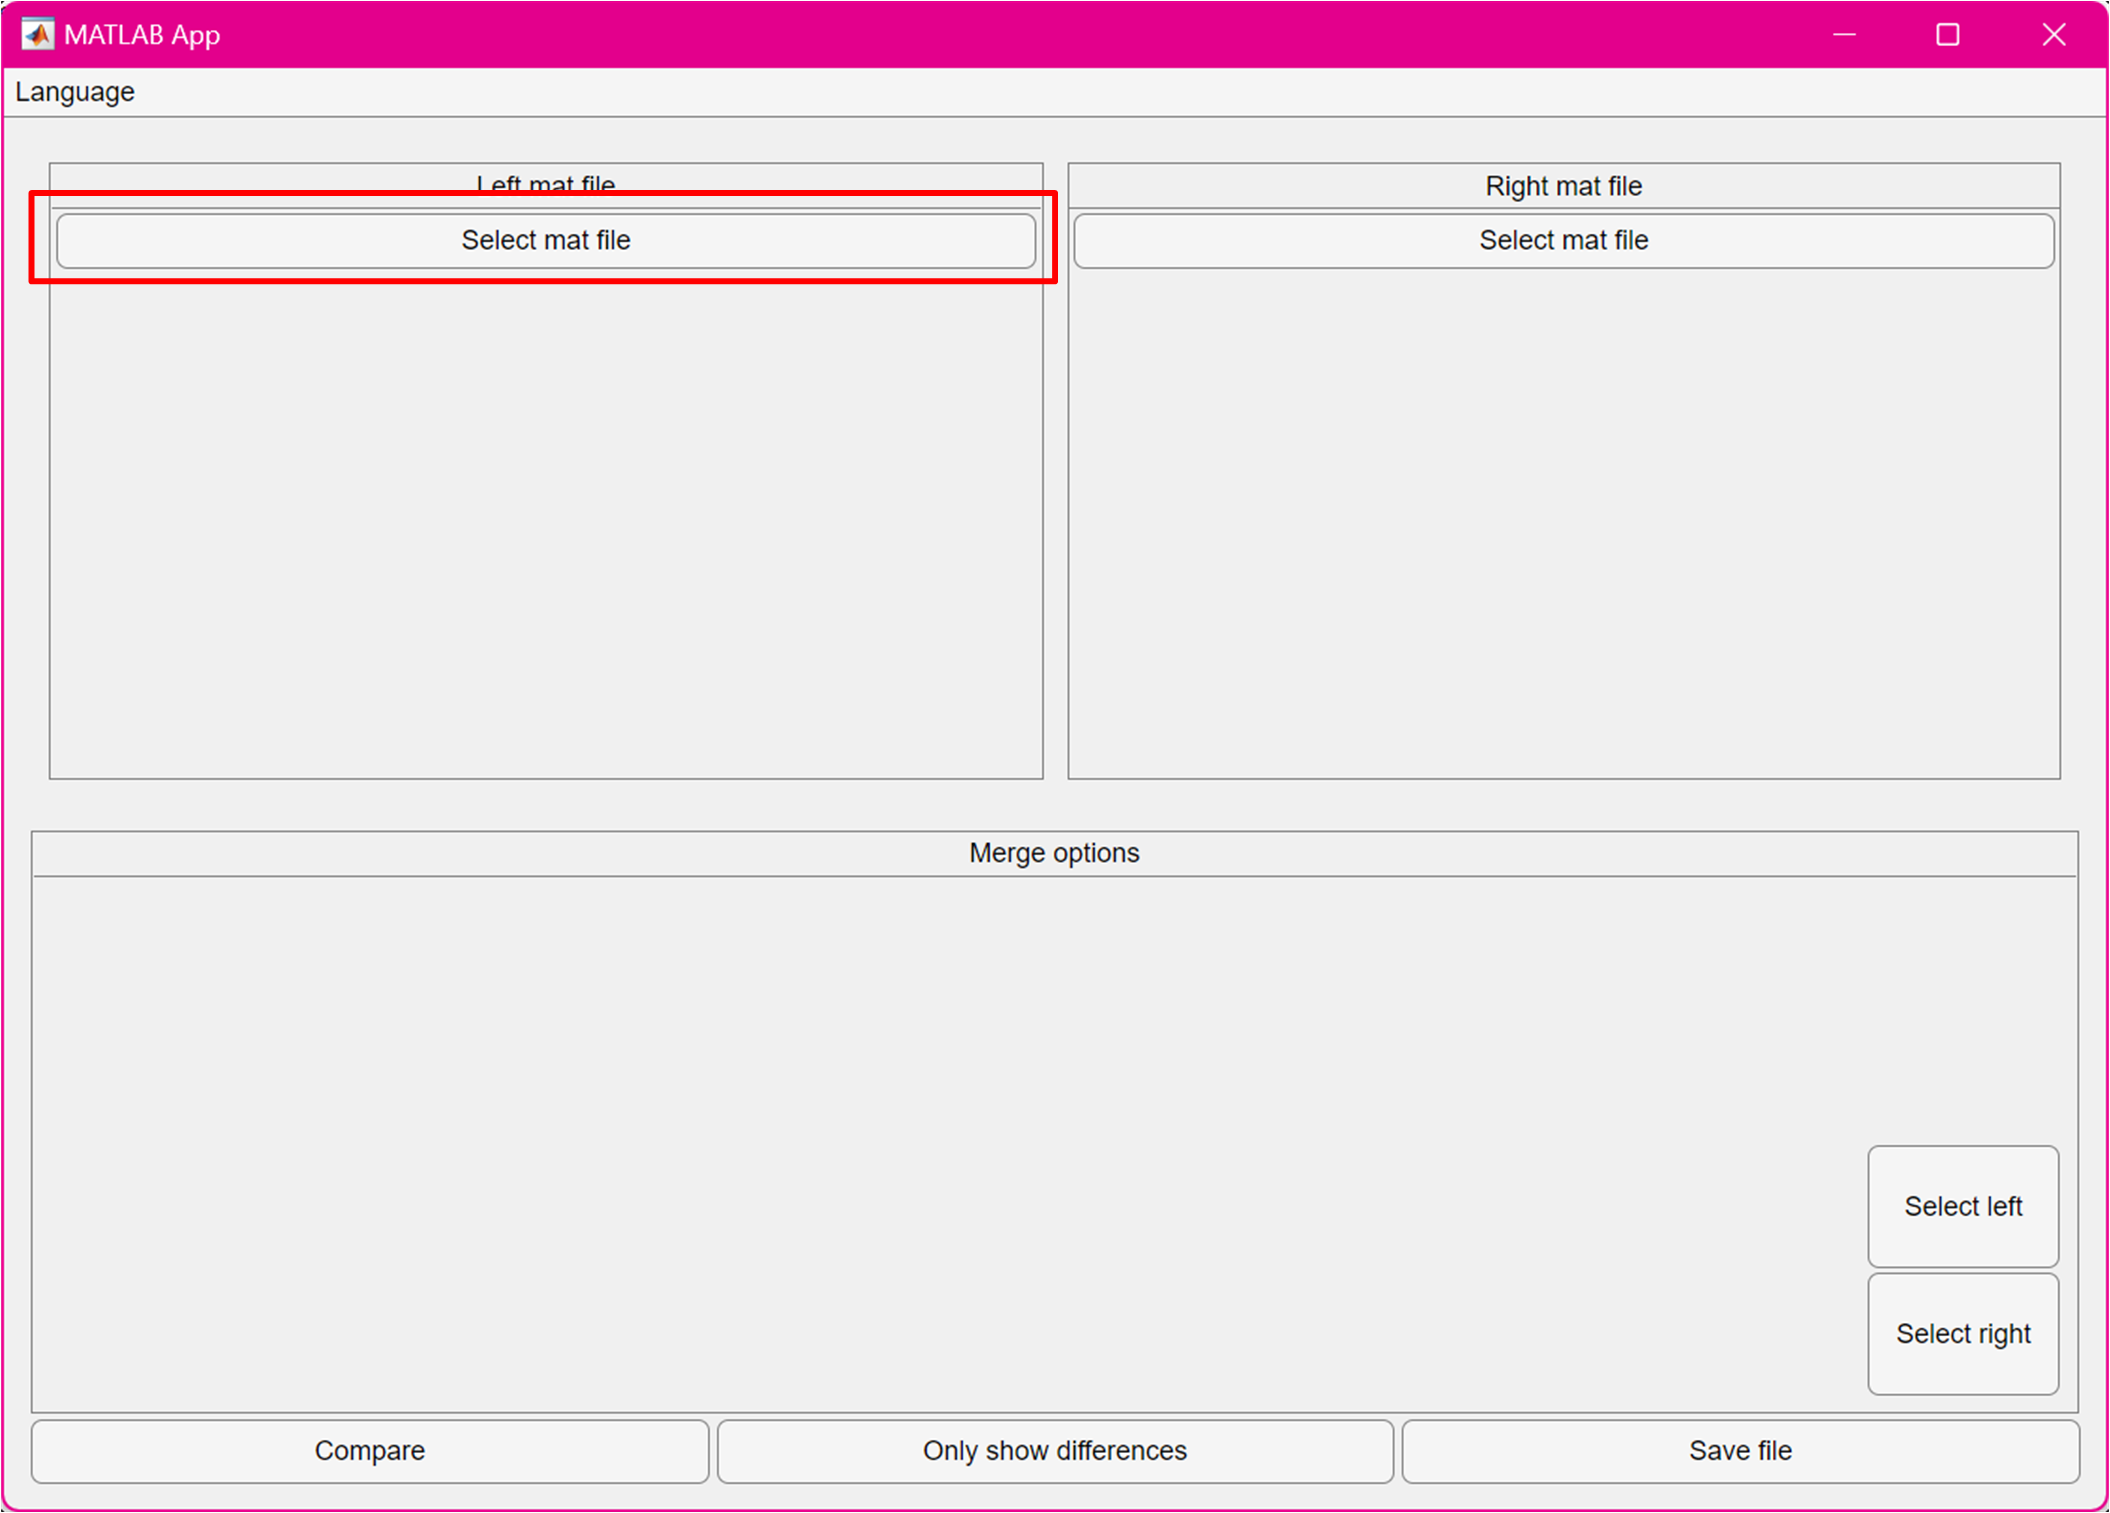 MATLAB App
Language
Left mat file
Right mat file
Select mat file
Select mat file
Merge options
Select left
Select right
Compare
Only show differences
Save file